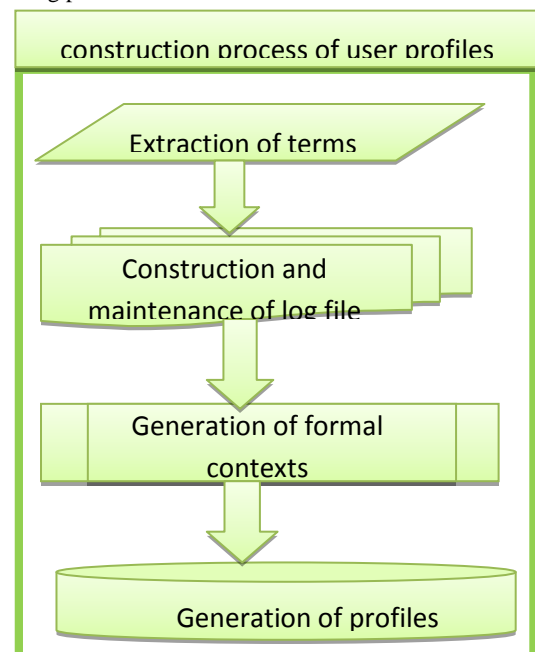 construction process of user profiles
Extraction of terms
Construction and
maintenance of log file
Generation of formal
contexts
Generation of profiles